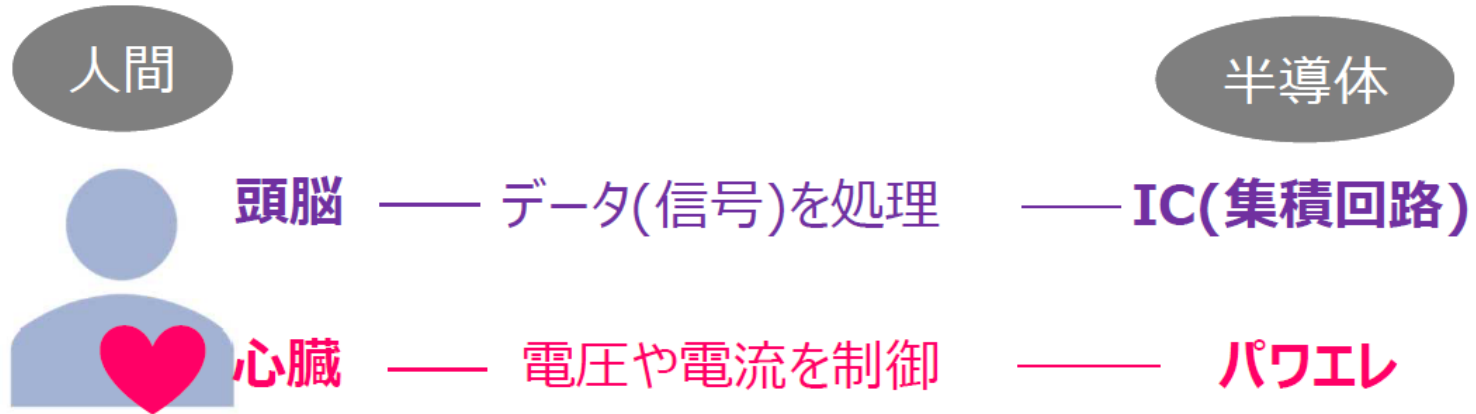 人間 半導体
頭脳 データ(信号)を処理 IC(集積回路)
心臓 電圧や電流を制御 パワエレ